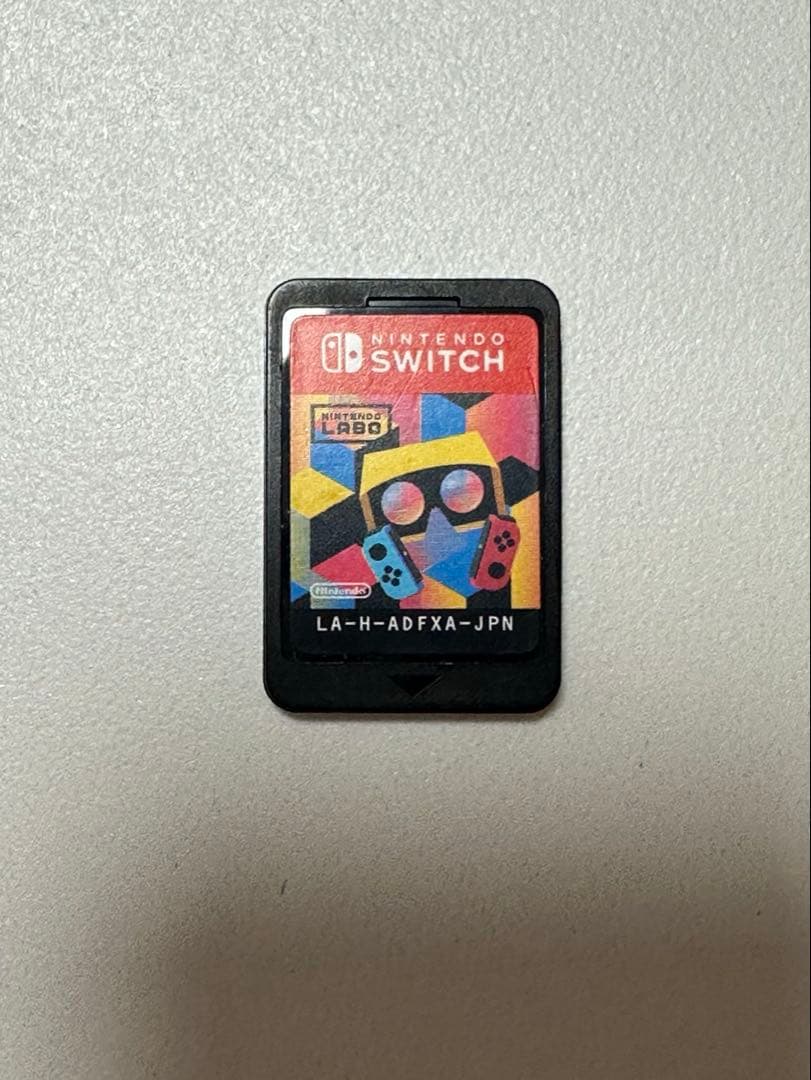 NINTENDO
SWITCH
NINTENDO
LABO
Nintendo
LA-H-ADFXA-JPN